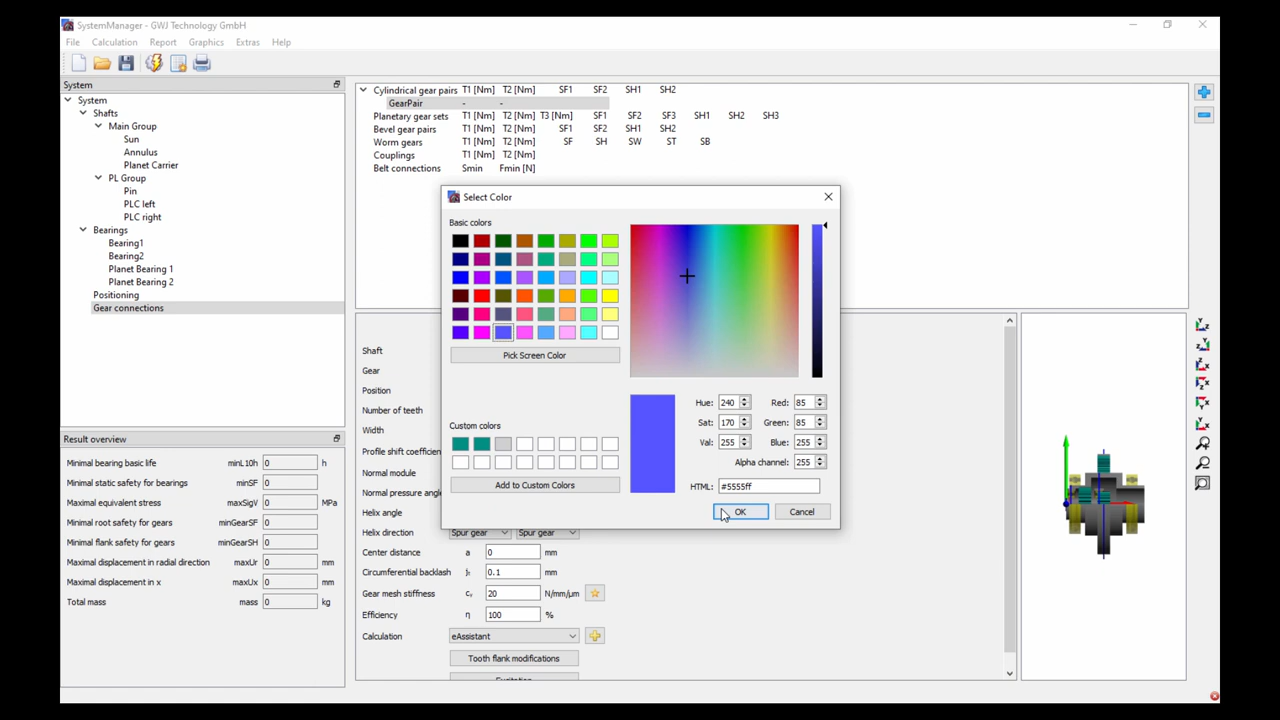 SystemManager - GWJ Technology GmbH
File Calculation Report Graphics Extras Help
System
System
Shafts
Main Group
Sun
Annulus
Planet Carrier
PL Group
Pin
PLC left
PLC right
Bearings
Bearing1
Bearing2
Planet Bearing 1
Planet Bearing 2
Positioning
Gear connections
Result overview
Minimal bearing basic life minL10h 0 h
Minimal static safety for bearings minSF 0
Maximal equivalent stress maxSigV 0 MPa
Minimal root safety for gears minGearSF 0
Minimal flank safety for gears minGearSH 0
Maximal displacement in radial direction maxUr 0 mm
Maximal displacement in x maxUx 0 mm
Total mass mass 0 kg
Cylindrical gear pairs T1 [Nm] T2 [Nm] SF1 SF2 SH1 SH2
GearPair - -
Planetary gear sets T1 [Nm] T2 [Nm] T3 [Nm] SF1 SF2 SF3 SH1 SH2 SH3
Bevel gear pairs T1 [Nm] T2 [Nm] SF1 SF2 SH1 SH2
Worm gears T1 [Nm] T2 [Nm] SF SH SW ST SB
Couplings T1 [Nm] T2 [Nm]
Belt connections Smin Fmin [N]
Select Color
Basic colors
Pick Screen Color
Custom colors
Add to Custom Colors
Hue: 240 Red: 85
Sat: 170 Green: 85
Val: 255 Blue: 255
Alpha channel: 255
HTML: #5555ff
OK Cancel
Shaft
Gear
Position
Number of teeth
Width
Profile shift coefficien
Normal module
Normal pressure angl
Helix angle
Helix direction Spur gear Spur gear
Center distance a 0 mm
Circumferential backlash 0.1 mm
Gear mesh stiffness cᵧ 20 N/mm/µm
Efficiency η 100 %
Calculation eAssistant
Tooth flank modifications